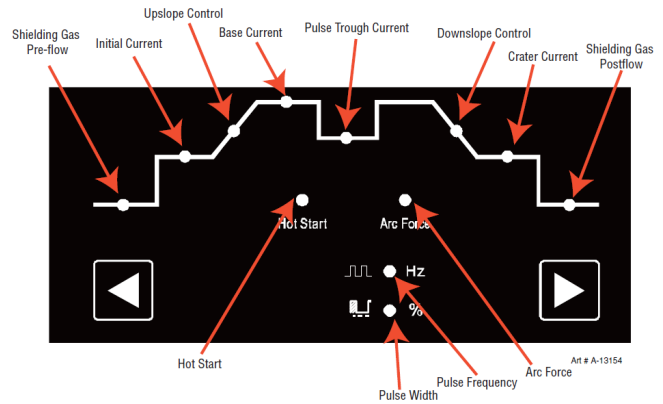 Upslope Control
Shielding Gas
Pre-flow
Initial Current
Base Current
Pulse Trough Current
Downslope Control
Crater Current
Shielding Gas
Postflow
Hot Start
Arc Force
Hz
%
Hot Start
Pulse Width
Pulse Frequency
Arc Force
Art # A-13154